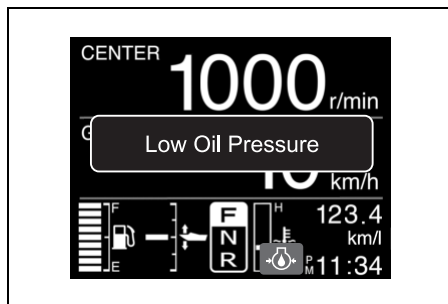 CENTER
1000 r/min
Low Oil Pressure
km/h
F
E
F
N
R
H
123.4
km/l
PM 11:34